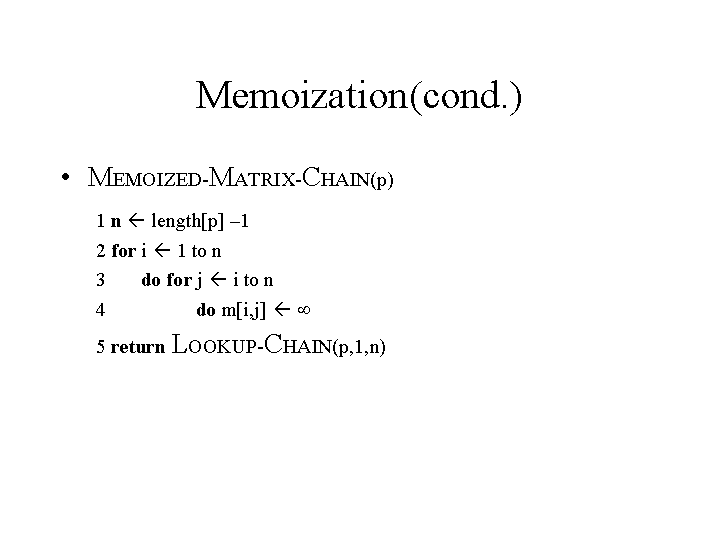 Memoization(cond.)
• MEMOIZED-MATRIX-CHAIN(p)
1 n ← length[p] –1
2 for i ← 1 to n
3 do for j ← i to n
4 do m[i,j] ← ∞
5 return LOOKUP-CHAIN(p,1,n)